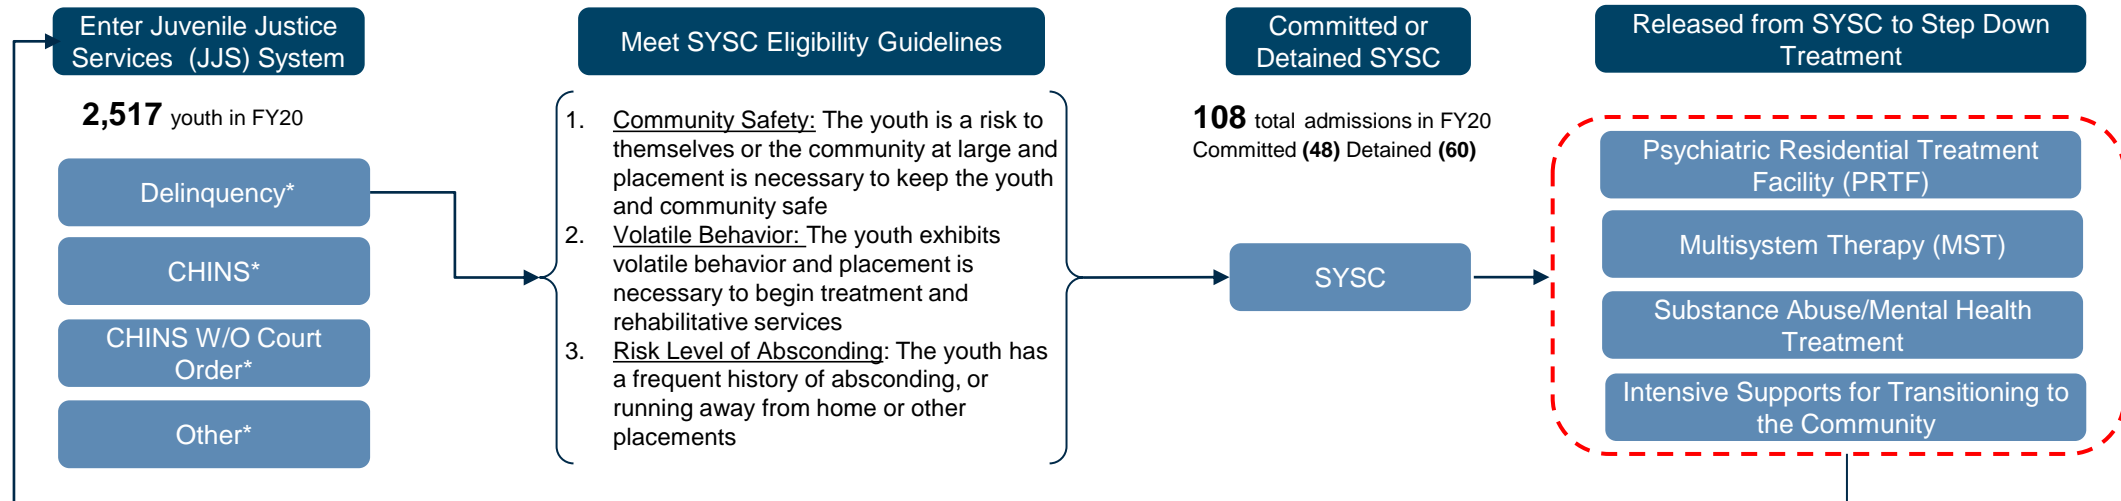 Enter Juvenile Justice
Services (JJS) System
2,517 youth in FY20
Delinquency*
CHINS*
CHINS W/O Court
Order*
Other*
Meet SYSC Eligibility Guidelines
1. Community Safety: The youth is a risk to
themselves or the community at large and
placement is necessary to keep the youth
and community safe
2. Volatile Behavior: The youth exhibits
volatile behavior and placement is
necessary to begin treatment and
rehabilitative services
3. Risk Level of Absconding: The youth has
a frequent history of absconding, or
running away from home or other
placements
Committed or
Detained SYSC
108 total admissions in FY20
Committed (48) Detained (60)
SYSC
Released from SYSC to Step Down
Treatment
Psychiatric Residential Treatment
Facility (PRTF)
Multisystem Therapy (MST)
Substance Abuse/Mental Health
Treatment
Intensive Supports for Transitioning to
the Community